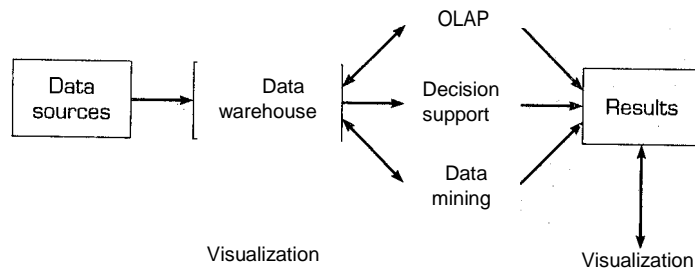 OLAP
Data
sources
Data
warehouse
Decision
support
Results
Data
mining
Visualization
Visualization